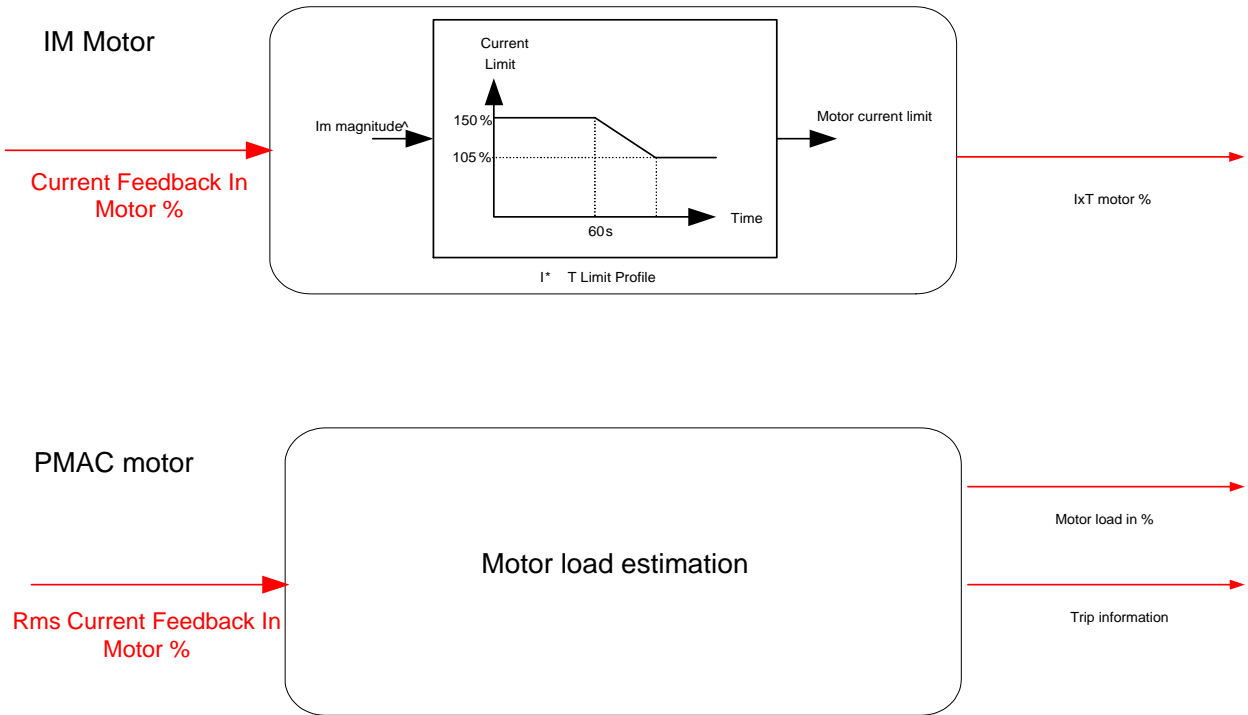 IM Motor
Current
Limit
150 %
Im magnitude^
Motor current limit
105 %
Current Feedback In
Motor %
IxT motor %
Time
60 s
I* T Limit Profile
PMAC motor
Motor load in %
Motor load estimation
Rms Current Feedback In
Motor %
Trip information